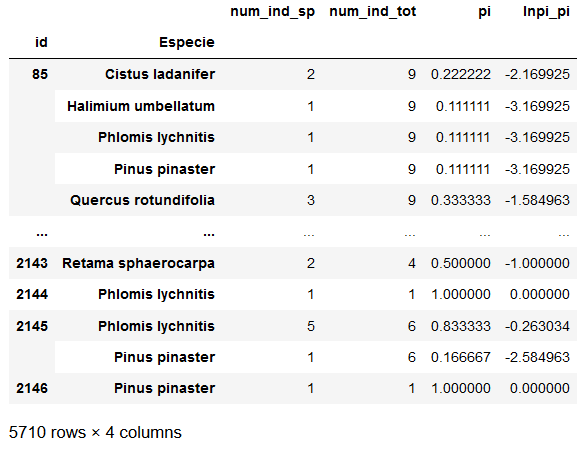 num_ind_sp num_ind_tot pi lnpi_pi
id Especie
85 Cistus ladanifer 2 9 0.222222 -2.169925
Halimium umbellatum 1 9 0.111111 -3.169925
Phlomis lychnitis 1 9 0.111111 -3.169925
Pinus pinaster 1 9 0.111111 -3.169925
Quercus rotundifolia 3 9 0.333333 -1.584963
... ... ... ... ... ...
2143 Retama sphaerocarpa 2 4 0.500000 -1.000000
2144 Phlomis lychnitis 1 1 1.000000 0.000000
2145 Phlomis lychnitis 5 6 0.833333 -0.263034
Pinus pinaster 1 6 0.166667 -2.584963
2146 Pinus pinaster 1 1 1.000000 0.000000
5710 rows × 4 columns